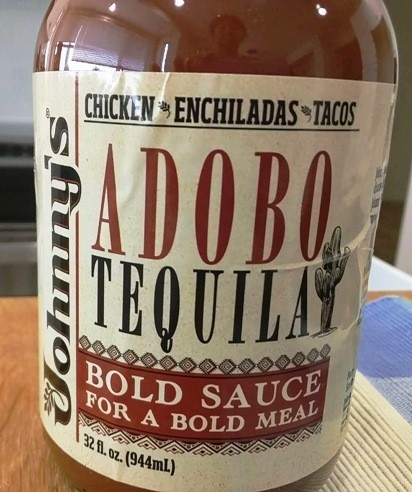 CHICKEN ENCHILADAS TACOS
Johnny's®
ADOBO
TEQUILA
BOLD SAUCE
FOR A BOLD MEAL
32 fl. oz. (944mL)